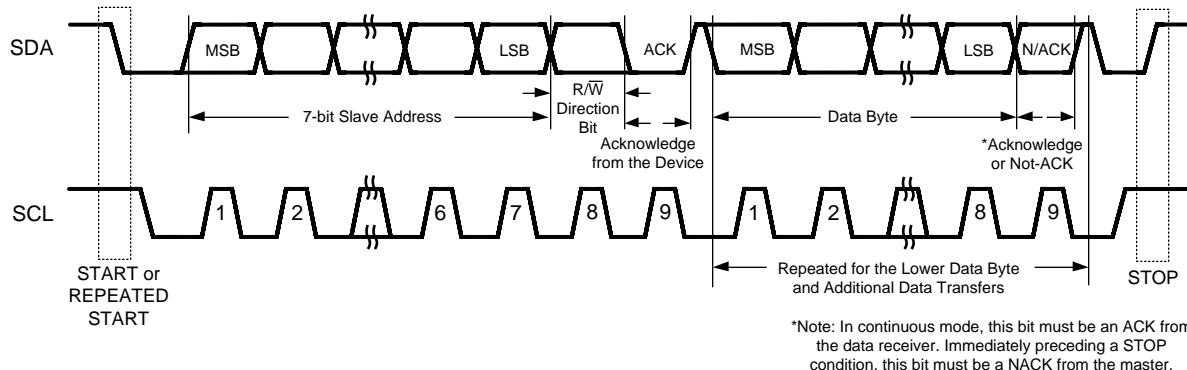 SDA
MSB
LSB
ACK
MSB
LSB
N/ACK
R/W̅
Direction
Bit
7-bit Slave Address
Acknowledge
from the Device
Data Byte
*Acknowledge
or Not-ACK
SCL
1
2
6
7
8
9
1
2
8
9
START or
REPEATED
START
Repeated for the Lower Data Byte
and Additional Data Transfers
STOP
*Note: In continuous mode, this bit must be an ACK from
the data receiver. Immediately preceding a STOP
condition, this bit must be a NACK from the master.